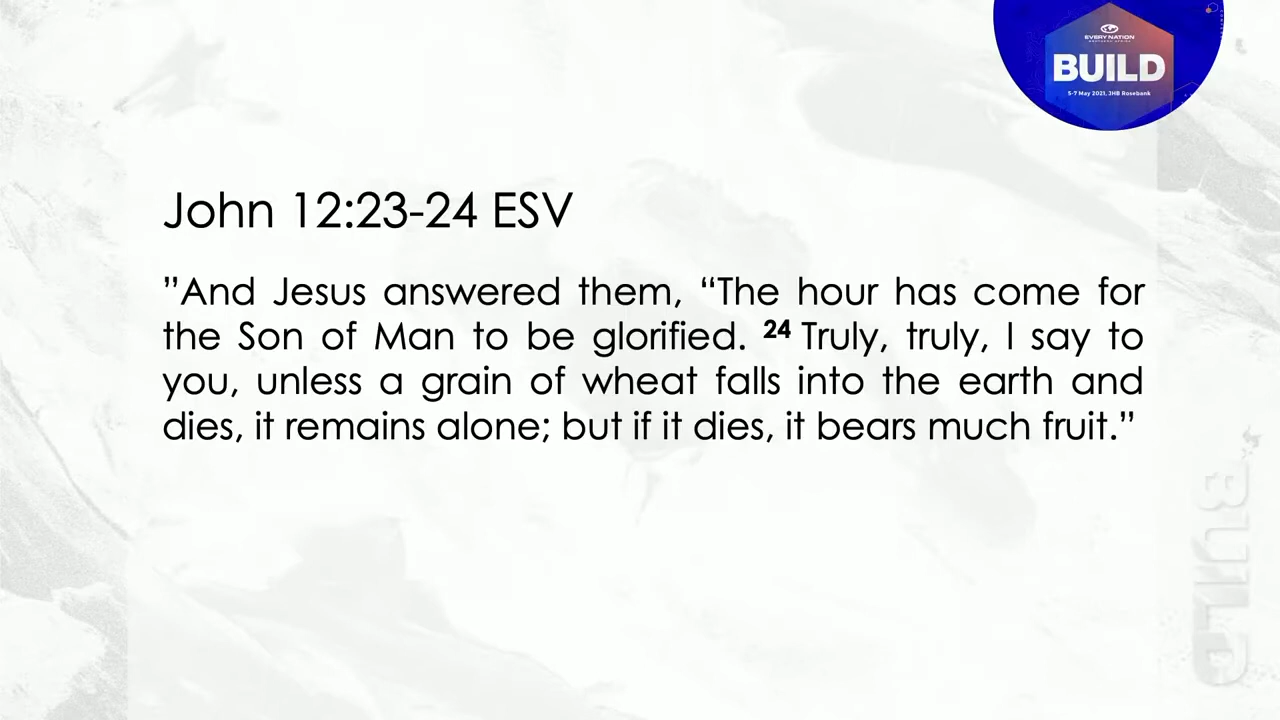 EVERY NATION
SOUTHERN AFRICA
BUILD
5-7 May 2021, JHB Rosebank
John 12:23-24 ESV
”And Jesus answered them, “The hour has come for
the Son of Man to be glorified. 24 Truly, truly, I say to
you, unless a grain of wheat falls into the earth and
dies, it remains alone; but if it dies, it bears much fruit.”
BUILD